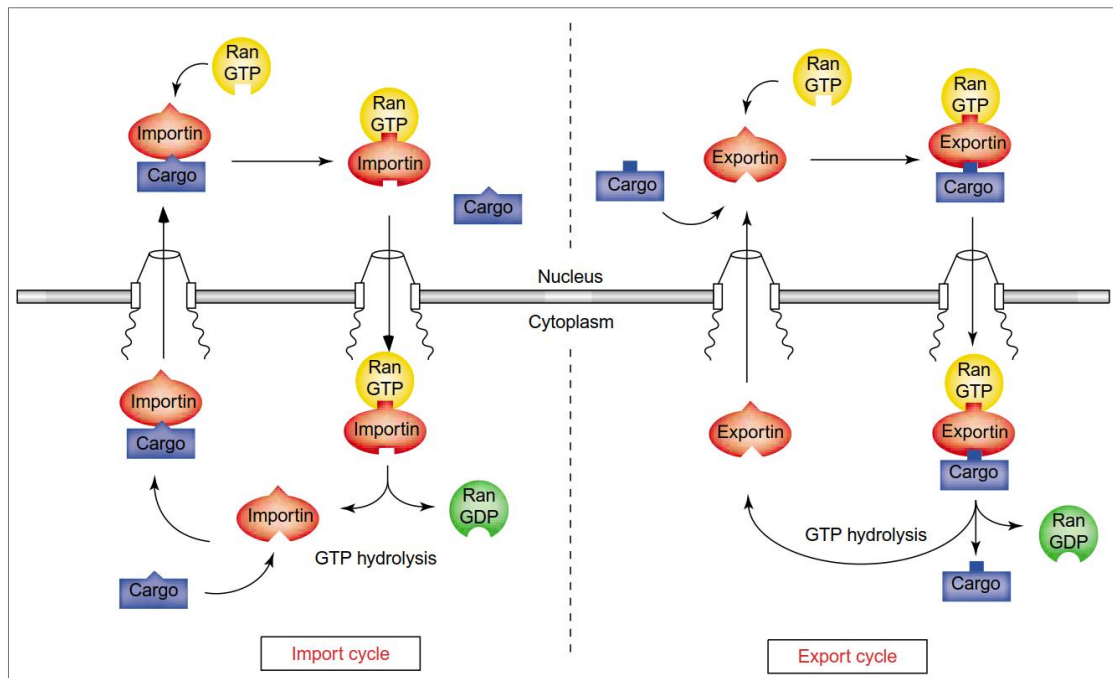 Ran
GTP
Importin
Cargo
Ran
GTP
Importin
Cargo
Nucleus
Cytoplasm
Importin
Cargo
Ran
GTP
Importin
Importin
Ran
GDP
GTP hydrolysis
Cargo
Import cycle
Ran
GTP
Exportin
Cargo
Ran
GTP
Exportin
Cargo
Exportin
Ran
GTP
Exportin
Cargo
GTP hydrolysis
Ran
GDP
Cargo
Export cycle